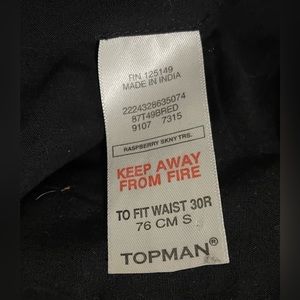 RN 125149
MADE IN INDIA
2224328635074
87T49BRED
9107 7315
RASPBERRY SKNY TRS.
KEEP AWAY
FROM FIRE
TO FIT WAIST 30R
76 CM S
TOPMAN®